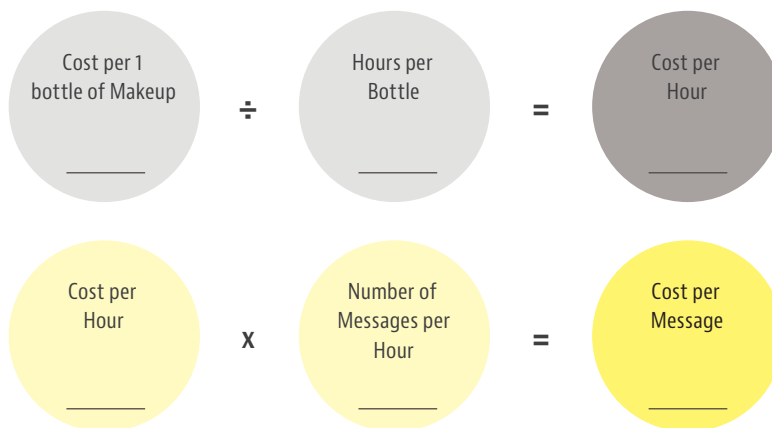 Cost per 1
bottle of Makeup
÷
Hours per
Bottle
=
Cost per
Hour
Cost per
Hour
x
Number of
Messages per
Hour
=
Cost per
Message